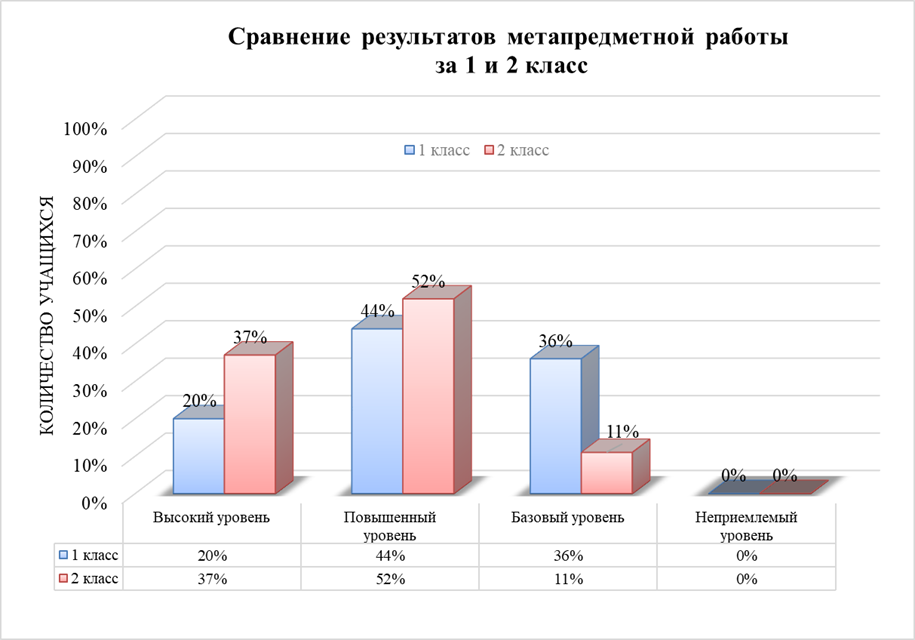 Сравнение результатов метапредметной работы
за 1 и 2 класс
1 класс 2 класс
КОЛИЧЕСТВО УЧАЩИХСЯ
100%
90%
80%
70%
60%
50%
40%
30%
20%
10%
0%
20%
37%
44%
52%
36%
11%
0%
0%
Высокий уровень Повышенный уровень Базовый уровень Неприемлемый уровень
1 класс 20% 44% 36% 0%
2 класс 37% 52% 11% 0%